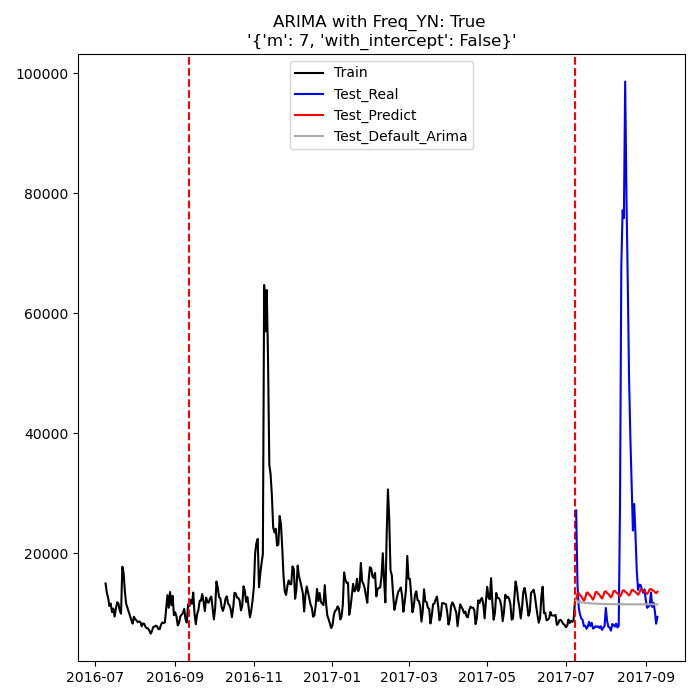 ARIMA with Freq_YN: True
'{'m': 7, 'with_intercept': False}'
100000
80000
60000
40000
20000
Train
Test_Real
Test_Predict
Test_Default_Arima
2016-07
2016-09
2016-11
2017-01
2017-03
2017-05
2017-07
2017-09